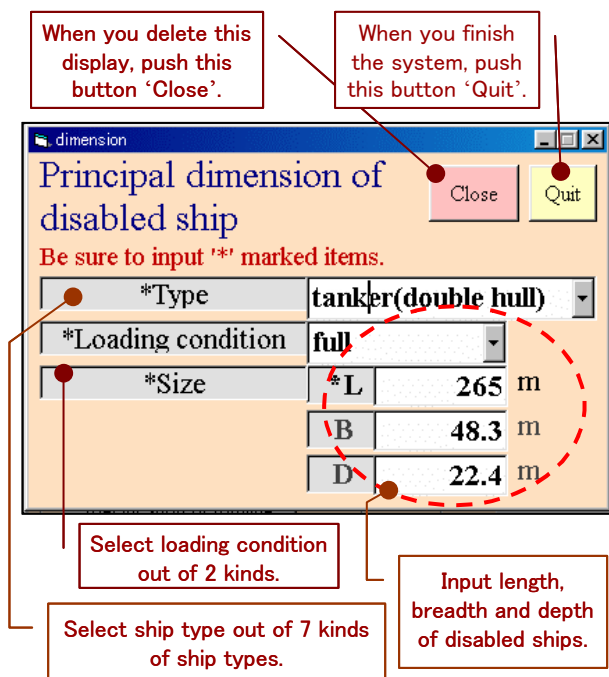 When you delete this
display, push this
button ‘Close’.
When you finish
the system, push
this button ‘Quit’.
dimension
Principal dimension of
disabled ship
Close
Quit
Be sure to input '*' marked items.
*Type
tanker(double hull)
*Loading condition
full
*Size
*L
265
m
B
48.3
m
D
22.4
m
Select loading condition
out of 2 kinds.
Input length,
breadth and depth
of disabled ships.
Select ship type out of 7 kinds
of ship types.